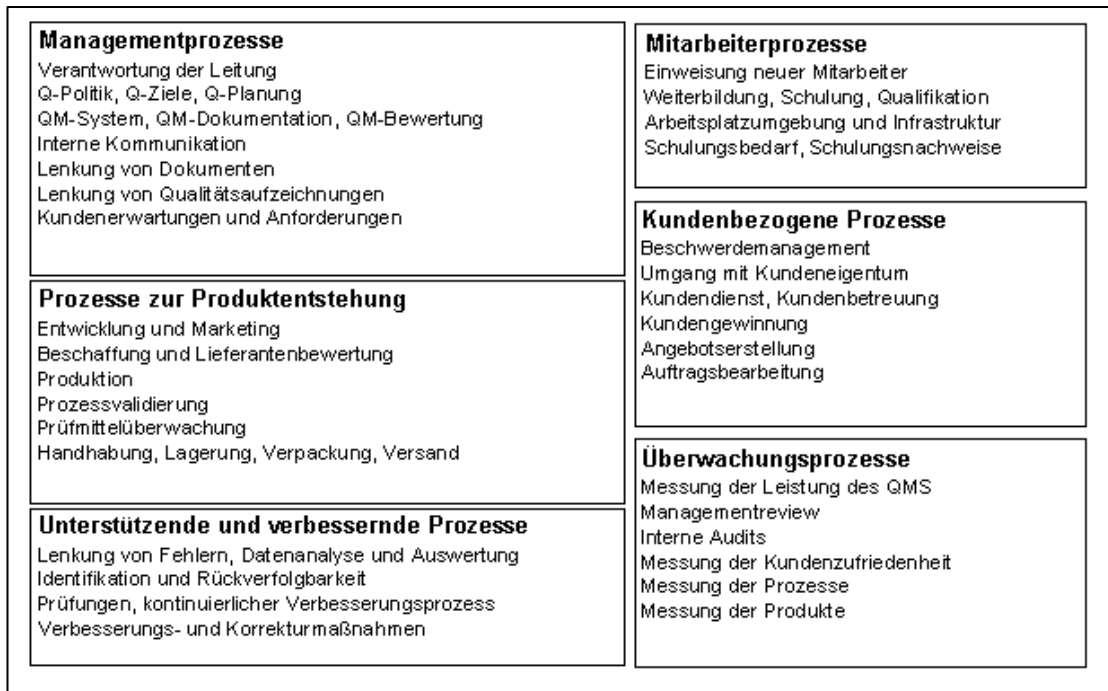 Managementprozesse
Verantwortung der Leitung
Q-Politik, Q-Ziele, Q-Planung
QM-System, QM-Dokumentation, QM-Bewertung
Interne Kommunikation
Lenkung von Dokumenten
Lenkung von Qualitätsaufzeichnungen
Kundenerwartungen und Anforderungen
Prozesse zur Produktentstehung
Entwicklung und Marketing
Beschaffung und Lieferantenbewertung
Produktion
Prozessvalidierung
Prüfmittelüberwachung
Handhabung, Lagerung, Verpackung, Versand
Unterstützende und verbessernde Prozesse
Lenkung von Fehlern, Datenanalyse und Auswertung
Identifikation und Rückverfolgbarkeit
Prüfungen, kontinuierlicher Verbesserungsprozess
Verbesserungs- und Korrekturmaßnahmen
Mitarbeiterprozesse
Einweisung neuer Mitarbeiter
Weiterbildung, Schulung, Qualifikation
Arbeitsplatzumgebung und Infrastruktur
Schulungsbedarf, Schulungsnachweise
Kundenbezogene Prozesse
Beschwerdemanagement
Umgang mit Kundeneigentum
Kundendienst, Kundenbetreuung
Kundengewinnung
Angebotserstellung
Auftragsbearbeitung
Überwachungsprozesse
Messung der Leistung des QMS
Managementreview
Interne Audits
Messung der Kundenzufriedenheit
Messung der Prozesse
Messung der Produkte